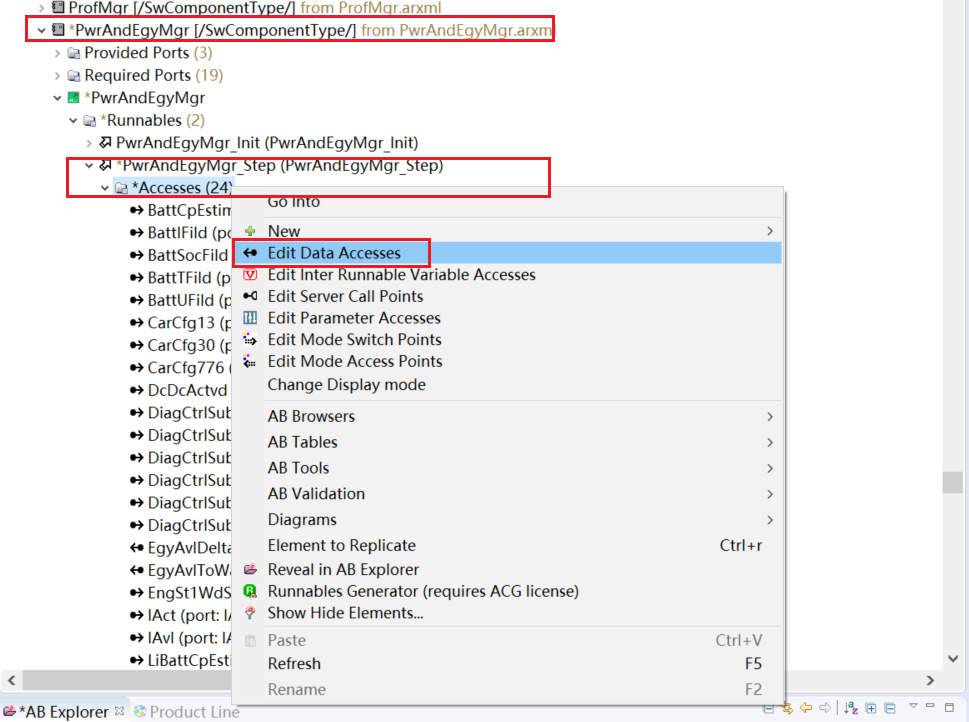 ProfMgr [/SwComponentType/] from ProfMgr.arxml
*PwrAndEgyMgr [/SwComponentType/] from PwrAndEgyMgr.arxm
Provided Ports (3)
Required Ports (19)
*PwrAndEgyMgr
*Runnables (2)
PwrAndEgyMgr_Init (PwrAndEgyMgr_Init)
*PwrAndEgyMgr_Step (PwrAndEgyMgr_Step)
*Accesses (24)
BattCpEstim
BattIFild (po
BattSocFild
BattTFild (p
BattUFild (p
CarCfg13 (p
CarCfg30 (p
CarCfg776 (
DcDcActvd
DiagCtrlSub
DiagCtrlSub
DiagCtrlSub
DiagCtrlSub
DiagCtrlSub
DiagCtrlSub
EgyAvlDelta
EgyAvlToWa
EngSt1WdS
IAct (port: IA
IAvl (port: IA
LiBattCpEsti
Go Into
New
Edit Data Accesses
Edit Inter Runnable Variable Accesses
Edit Server Call Points
Edit Parameter Accesses
Edit Mode Switch Points
Edit Mode Access Points
Change Display mode
AB Browsers
AB Tables
AB Tools
AB Validation
Diagrams
Element to Replicate Ctrl+r
Reveal in AB Explorer
Runnables Generator (requires ACG license)
Show Hide Elements...
Paste Ctrl+V
Refresh F5
Rename F2
*AB Explorer
Product Line